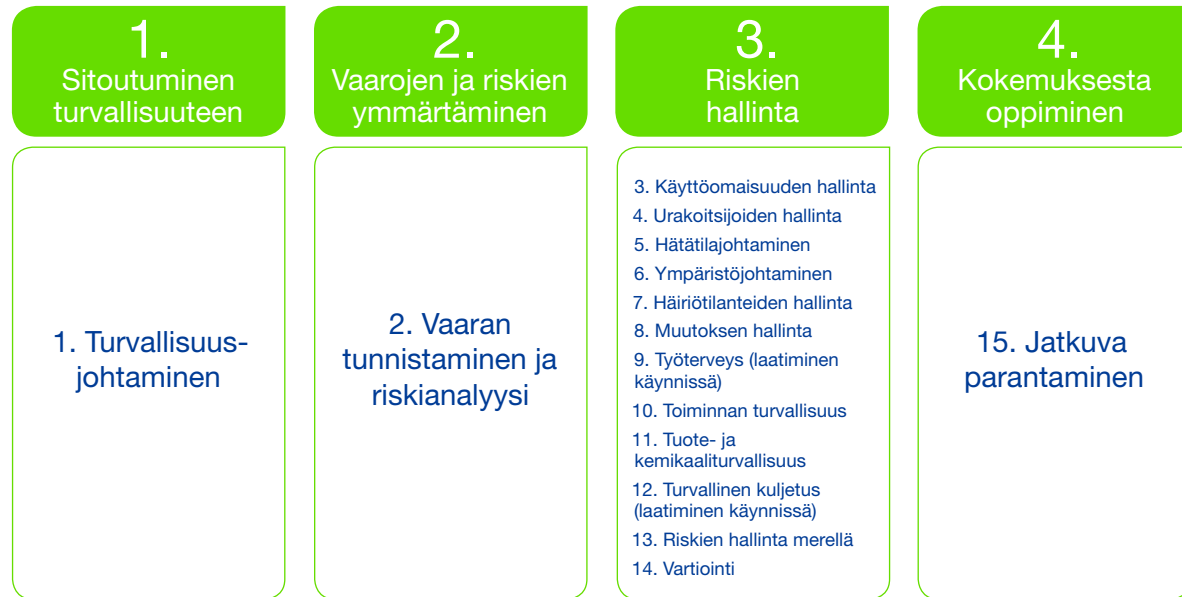 1.
Sitoutuminen
turvallisuuteen
1. Turvallisuus-
johtaminen
2.
Vaarojen ja riskien
ymmärtäminen
2. Vaaran
tunnistaminen ja
riskianalyysi
3.
Riskien
hallinta
3. Käyttöomaisuuden hallinta
4. Urakoitsijoiden hallinta
5. Hätätilajohtaminen
6. Ympäristöjohtaminen
7. Häiriötilanteiden hallinta
8. Muutoksen hallinta
9. Työterveys (laatiminen
käynnissä)
10. Toiminnan turvallisuus
11. Tuote- ja
kemikaaliturvallisuus
12. Turvallinen kuljetus
(laatiminen käynnissä)
13. Riskien hallinta merellä
14. Vartiointi
4.
Kokemuksesta
oppiminen
15. Jatkuva
parantaminen